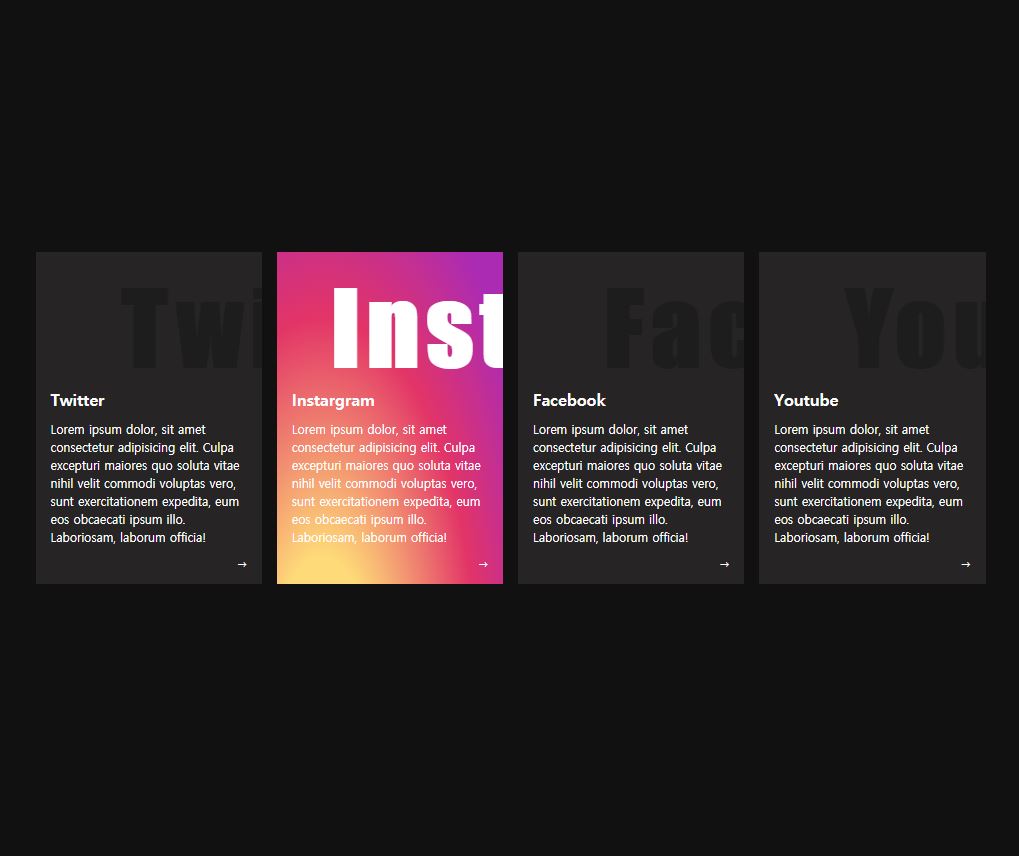 Twi
Twitter
Lorem ipsum dolor, sit amet
consectetur adipisicing elit. Culpa
excepturi maiores quo soluta vitae
nihil velit commodi voluptas vero,
sunt exercitationem expedita, eum
eos obcaecati ipsum illo.
Laboriosam, laborum officia!
→
Inst
Instargram
Lorem ipsum dolor, sit amet
consectetur adipisicing elit. Culpa
excepturi maiores quo soluta vitae
nihil velit commodi voluptas vero,
sunt exercitationem expedita, eum
eos obcaecati ipsum illo.
Laboriosam, laborum officia!
→
Fac
Facebook
Lorem ipsum dolor, sit amet
consectetur adipisicing elit. Culpa
excepturi maiores quo soluta vitae
nihil velit commodi voluptas vero,
sunt exercitationem expedita, eum
eos obcaecati ipsum illo.
Laboriosam, laborum officia!
→
You
Youtube
Lorem ipsum dolor, sit amet
consectetur adipisicing elit. Culpa
excepturi maiores quo soluta vitae
nihil velit commodi voluptas vero,
sunt exercitationem expedita, eum
eos obcaecati ipsum illo.
Laboriosam, laborum officia!
→